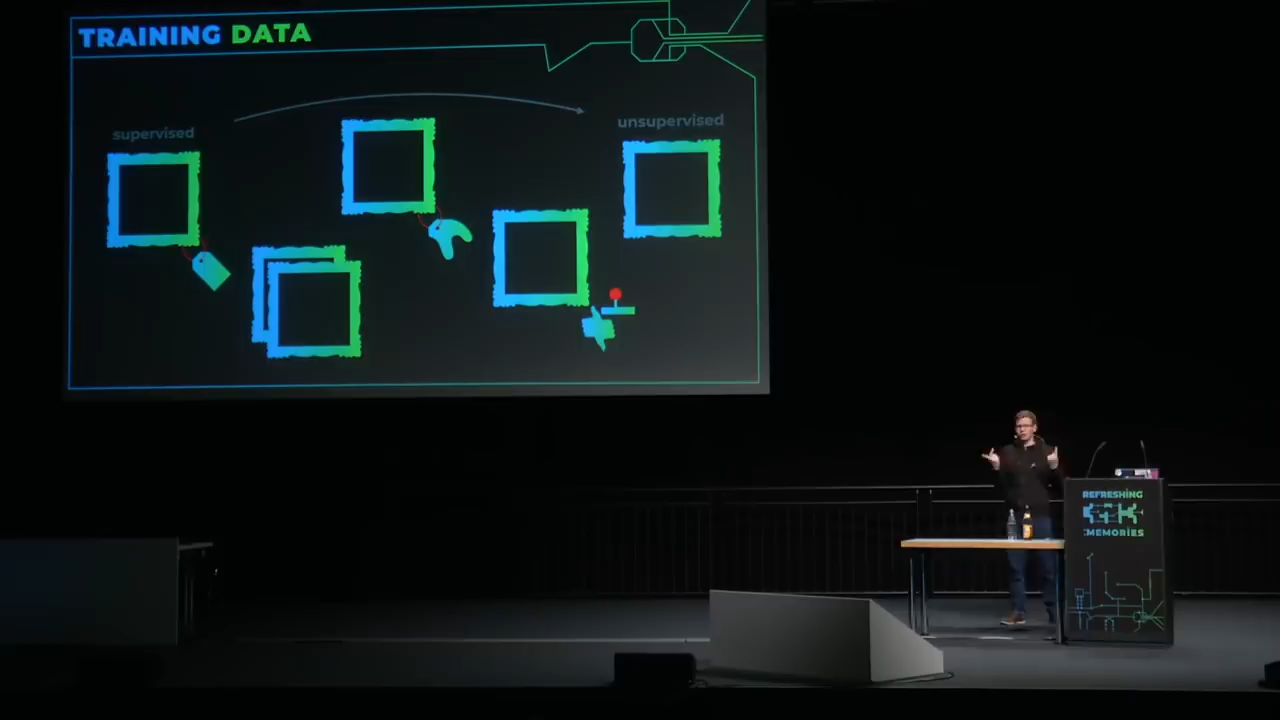 TRAINING DATA
supervised
unsupervised
REFRESHING
MEMORIES